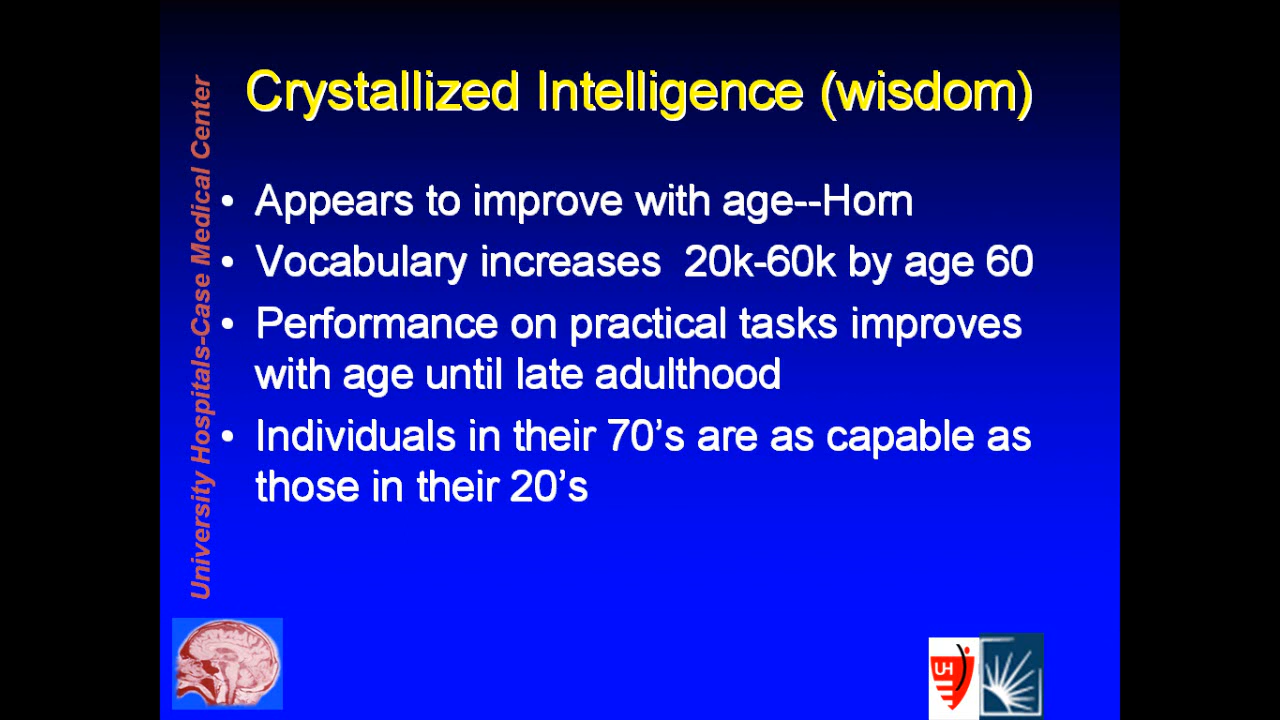 Crystallized Intelligence (wisdom)
University Hospitals-Case Medical Center
• Appears to improve with age--Horn
• Vocabulary increases  20k-60k by age 60
• Performance on practical tasks improves
with age until late adulthood
• Individuals in their 70's are as capable as
those in their 20's
UH